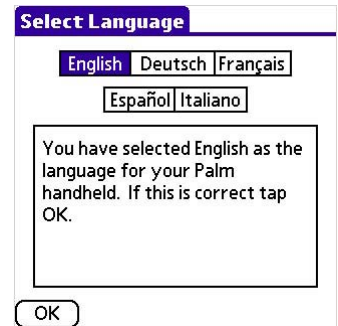 Select Language
English Deutsch Français
Español Italiano
You have selected English as the
language for your Palm
handheld. If this is correct tap
OK.
OK